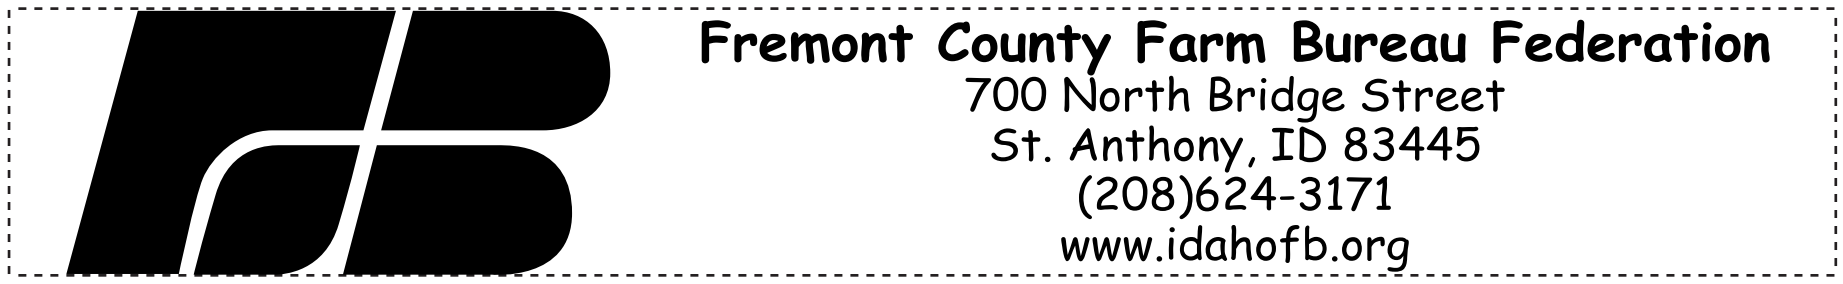 Fremont County Farm Bureau Federation
700 North Bridge Street
St. Anthony, ID 83445
(208)624-3171
www.idahofb.org